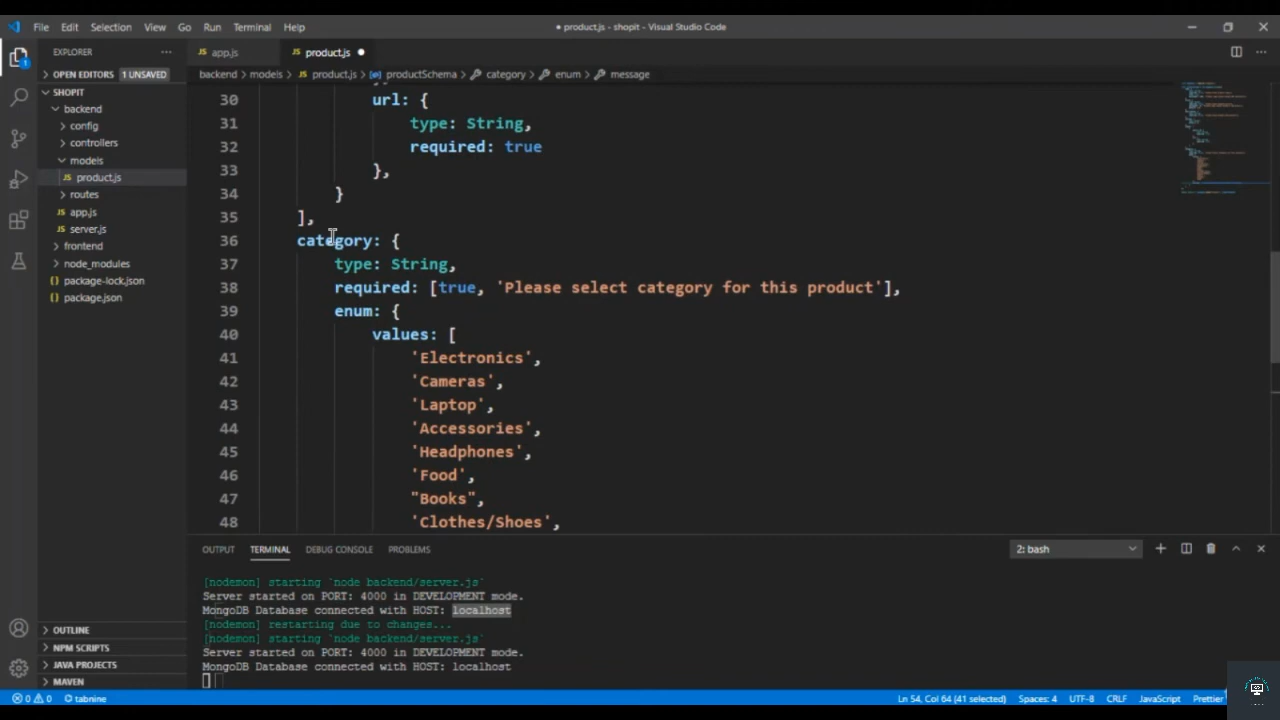 File Edit Selection View Go Run Terminal Help ● product.js - shopit - Visual Studio Code
EXPLORER ···
OPEN EDITORS 1 UNSAVED
SHOPIT
backend
config
controllers
models
JS product.js
routes
JS app.js
JS server.js
frontend
node_modules
{} package-lock.json
{} package.json
OUTLINE
NPM SCRIPTS
JAVA PROJECTS
MAVEN
JS app.js JS product.js ●
backend > models > JS product.js > productSchema > category > enum > message
30 url: {
31 type: String,
32 required: true
33 },
34 }
35 ],
36 category: {
37 type: String,
38 required: [true, 'Please select category for this product'],
39 enum: {
40 values: [
41 'Electronics',
42 'Cameras',
43 'Laptop',
44 'Accessories',
45 'Headphones',
46 'Food',
47 "Books",
48 'Clothes/Shoes',
OUTPUT TERMINAL DEBUG CONSOLE PROBLEMS 2: bash
[nodemon] starting `node backend/server.js`
Server started on PORT: 4000 in DEVELOPMENT mode.
MongoDB Database connected with HOST: localhost
[nodemon] restarting due to changes...
[nodemon] starting `node backend/server.js`
Server started on PORT: 4000 in DEVELOPMENT mode.
MongoDB Database connected with HOST: localhost
0 0 tabnine Ln 54, Col 64 (41 selected) Spaces: 4 UTF-8 CRLF JavaScript Prettier